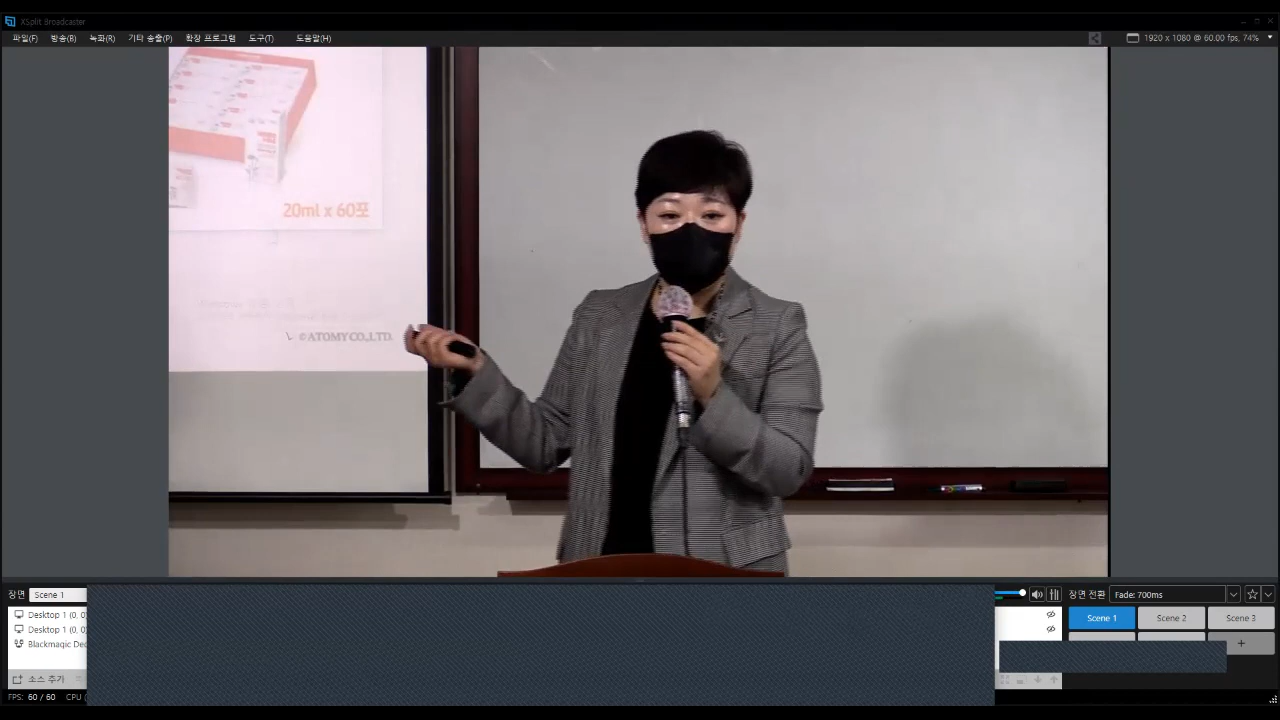 XSplit Broadcaster
파일(F) 방송(B) 녹화(R) 기타 송출(P) 확장 프로그램 도구(T) 도움말(H) 1920 x 1080 @ 60.00 fps, 74%
20ml x 60포
© ATOMY CO., LTD.
장면 Scene 1 장면 전환 Fade: 700ms
Desktop 1 (0, 0) Scene 1 Scene 2 Scene 3
Desktop 1 (0, 0)
Blackmagic De
소스 추가
FPS: 60 / 60 CPU (